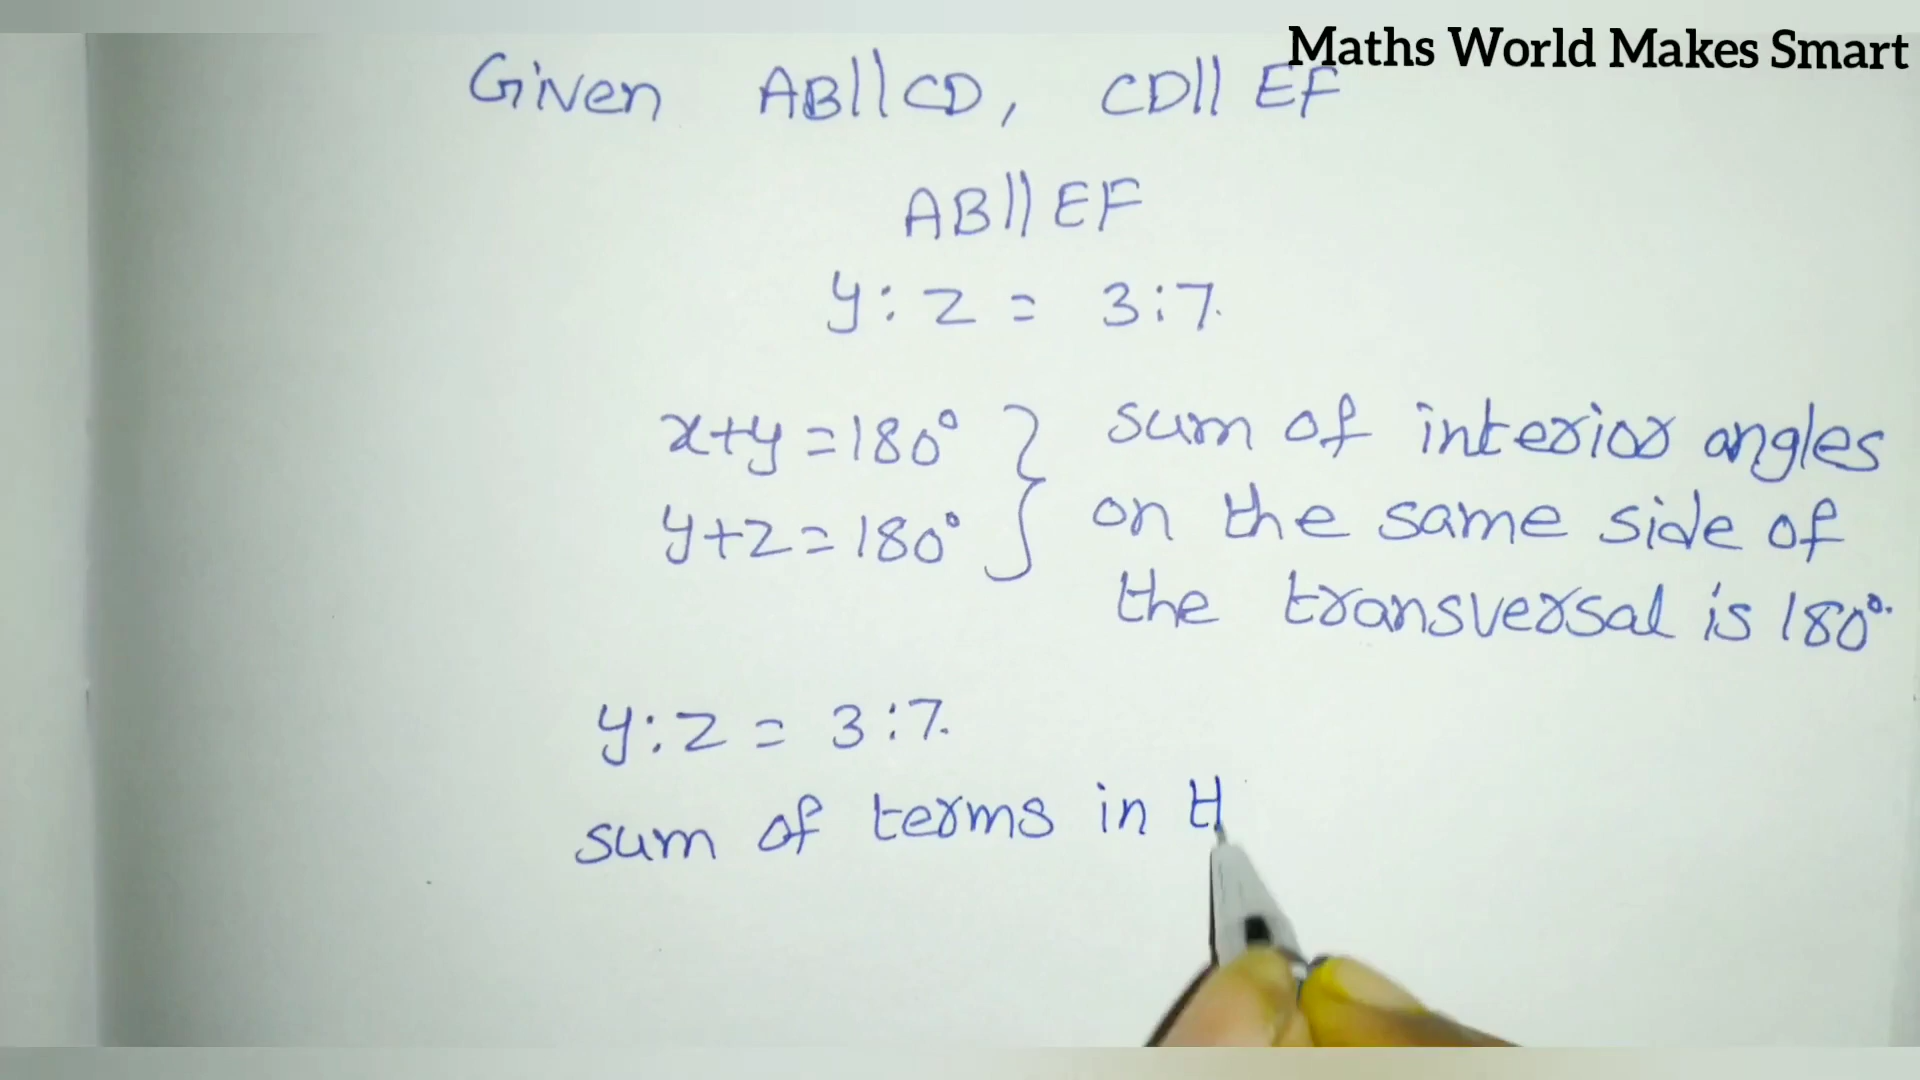 Maths World Makes Smart
Given AB||CD, CD|| EF
AB|| EF
y : z = 3:7.
x+y = 180° } sum of interior angles
y+z = 180° on the same side of
the transversal is 180°.
y:z = 3:7.
sum of terms in